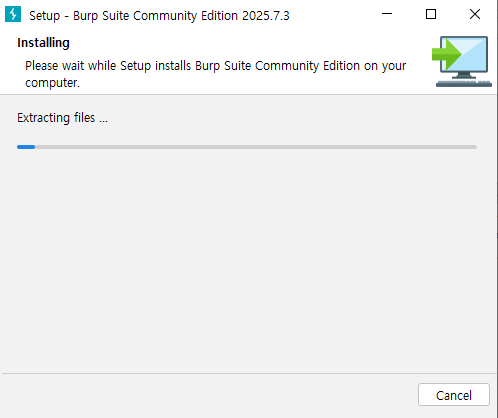 Setup - Burp Suite Community Edition 2025.7.3
Installing
Please wait while Setup installs Burp Suite Community Edition on your
computer.
Extracting files ...
Cancel